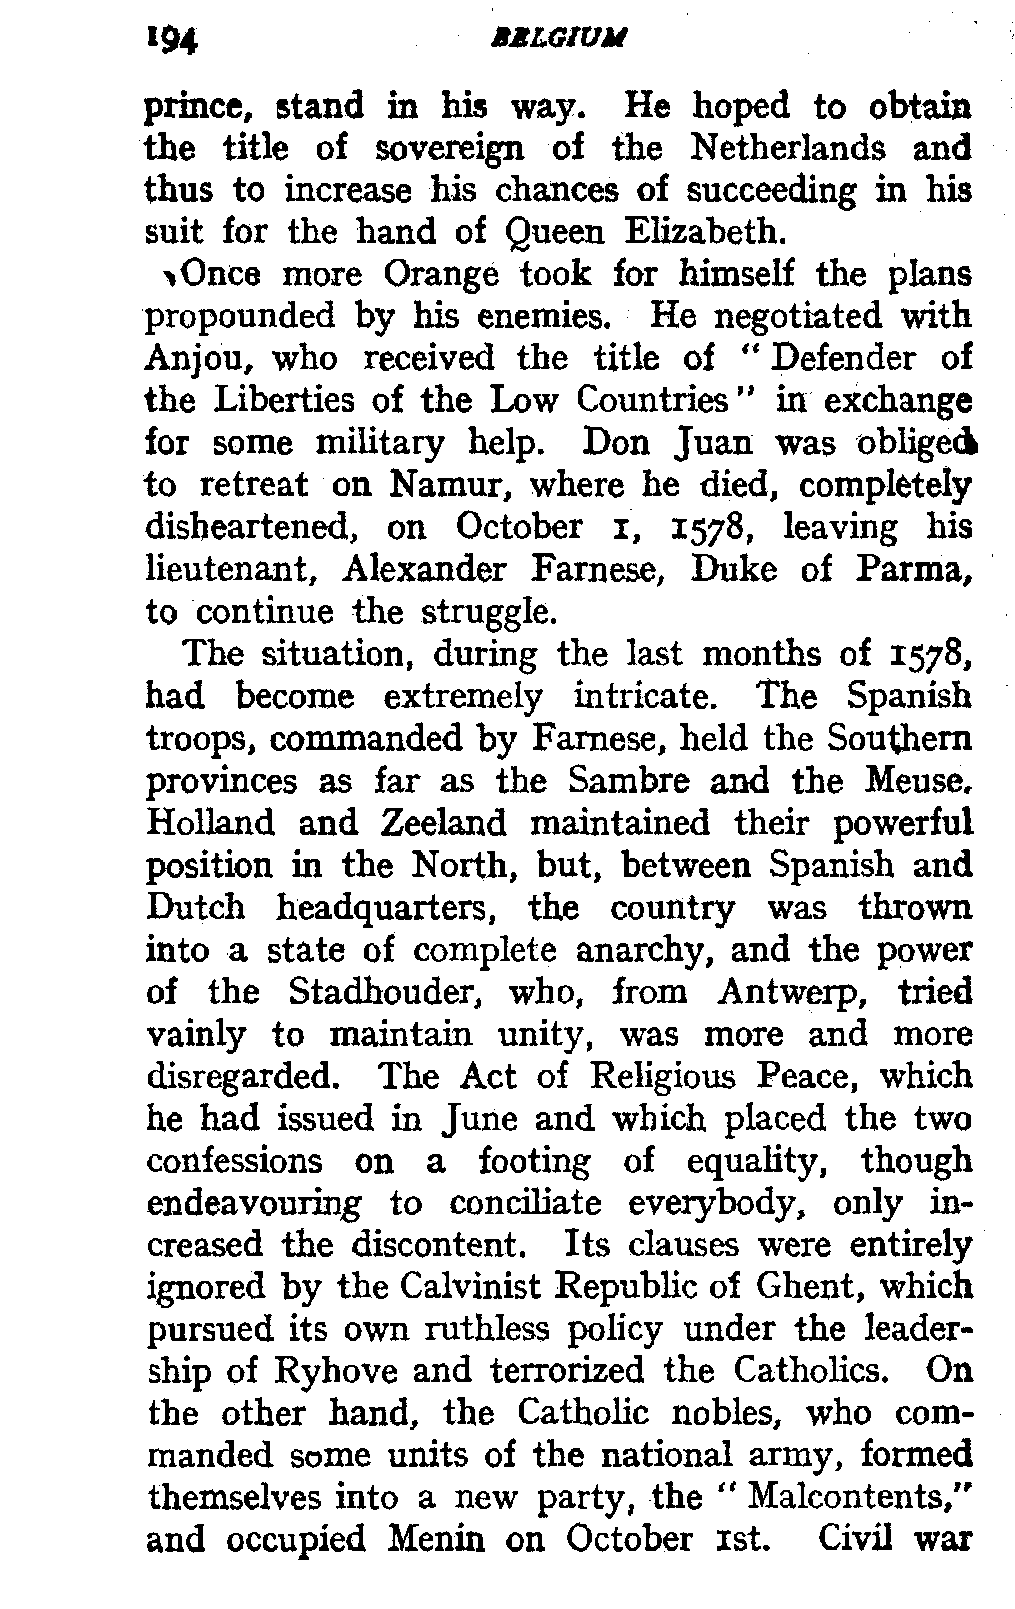 194 BELGIUM
prince, stand in his way. He hoped to obtain
the title of sovereign of the Netherlands and
thus to increase his chances of succeeding in his
suit for the hand of Queen Elizabeth.
Once more Orange took for himself the plans
propounded by his enemies. He negotiated with
Anjou, who received the title of " Defender of
the Liberties of the Low Countries " in exchange
for some military help. Don Juan was obliged
to retreat on Namur, where he died, completely
disheartened, on October 1, 1578, leaving his
lieutenant, Alexander Farnese, Duke of Parma,
to continue the struggle.
The situation, during the last months of 1578,
had become extremely intricate. The Spanish
troops, commanded by Farnese, held the Southern
provinces as far as the Sambre and the Meuse.
Holland and Zeeland maintained their powerful
position in the North, but, between Spanish and
Dutch headquarters, the country was thrown
into a state of complete anarchy, and the power
of the Stadhouder, who, from Antwerp, tried
vainly to maintain unity, was more and more
disregarded. The Act of Religious Peace, which
he had issued in June and which placed the two
confessions on a footing of equality, though
endeavouring to conciliate everybody, only in-
creased the discontent. Its clauses were entirely
ignored by the Calvinist Republic of Ghent, which
pursued its own ruthless policy under the leader-
ship of Ryhove and terrorized the Catholics. On
the other hand, the Catholic nobles, who com-
manded some units of the national army, formed
themselves into a new party, the " Malcontents,"
and occupied Menin on October 1st. Civil war